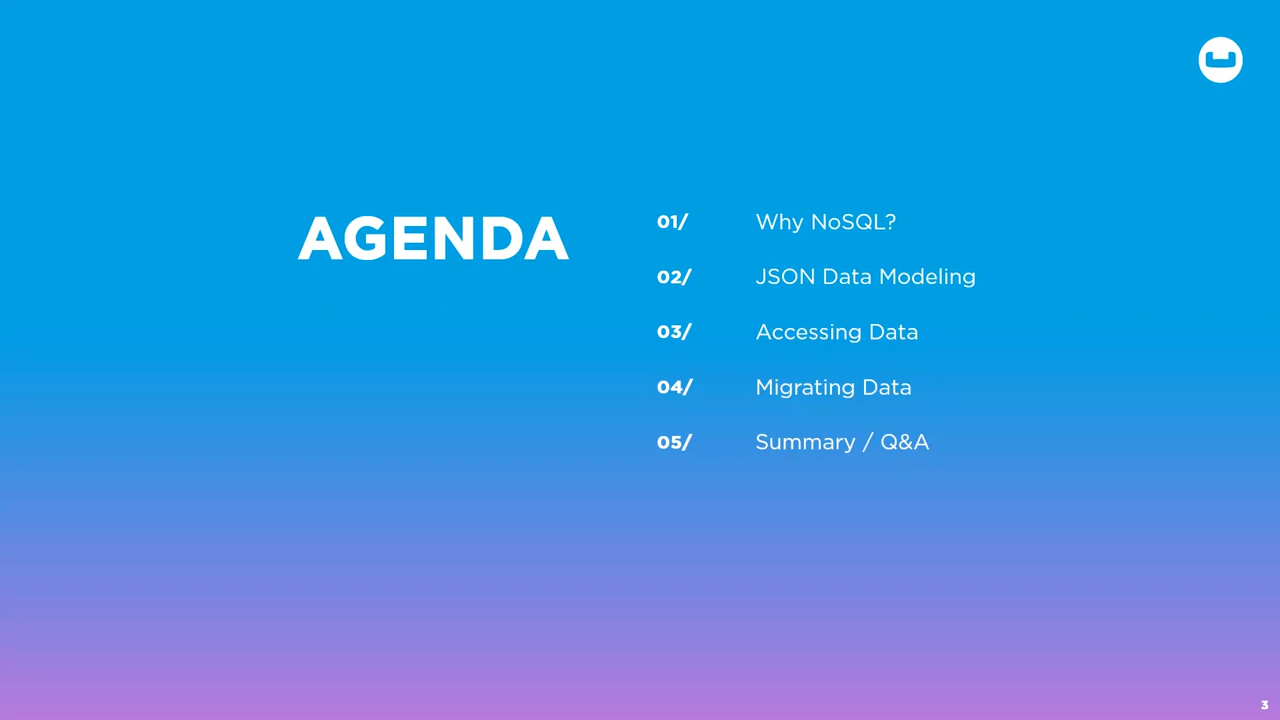 AGENDA
01/ Why NoSQL?
02/ JSON Data Modeling
03/ Accessing Data
04/ Migrating Data
05/ Summary / Q&A
3